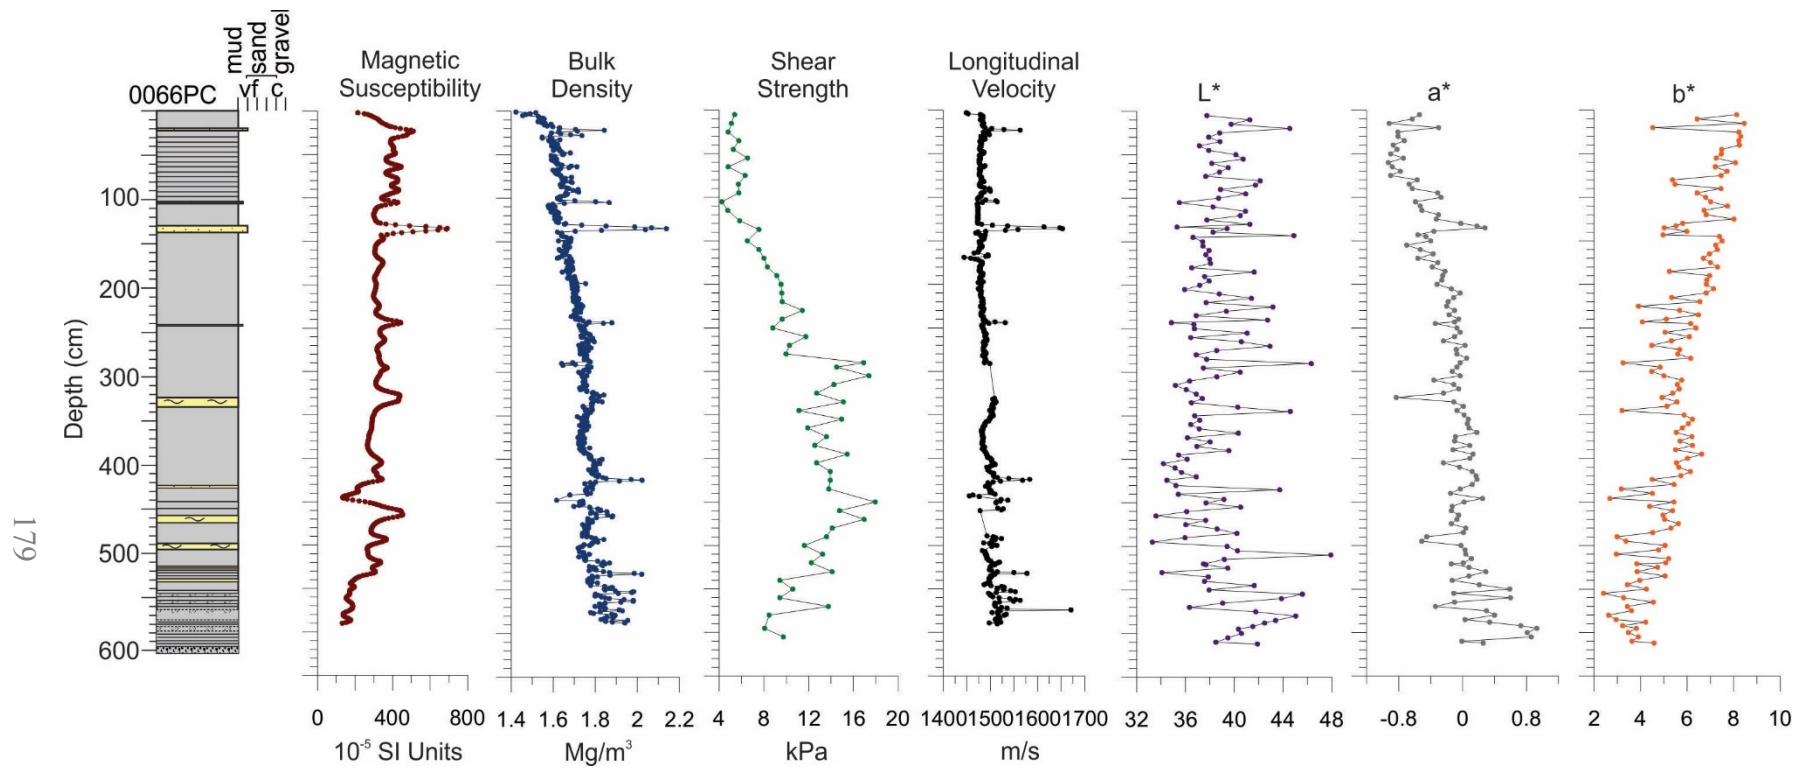 mud
sand
gravel
vf
c
0066PC
Magnetic
Susceptibility
Bulk
Density
Shear
Strength
Longitudinal
Velocity
L*
a*
b*
Depth (cm)
100
200
300
400
500
600
0 400 800
10⁻⁵ SI Units
1.4 1.6 1.8 2 2.2
Mg/m³
4 8 12 16 20
kPa
1400 1500 1600 1700
m/s
32 36 40 44 48
-0.8 0 0.8
2 4 6 8 10
179